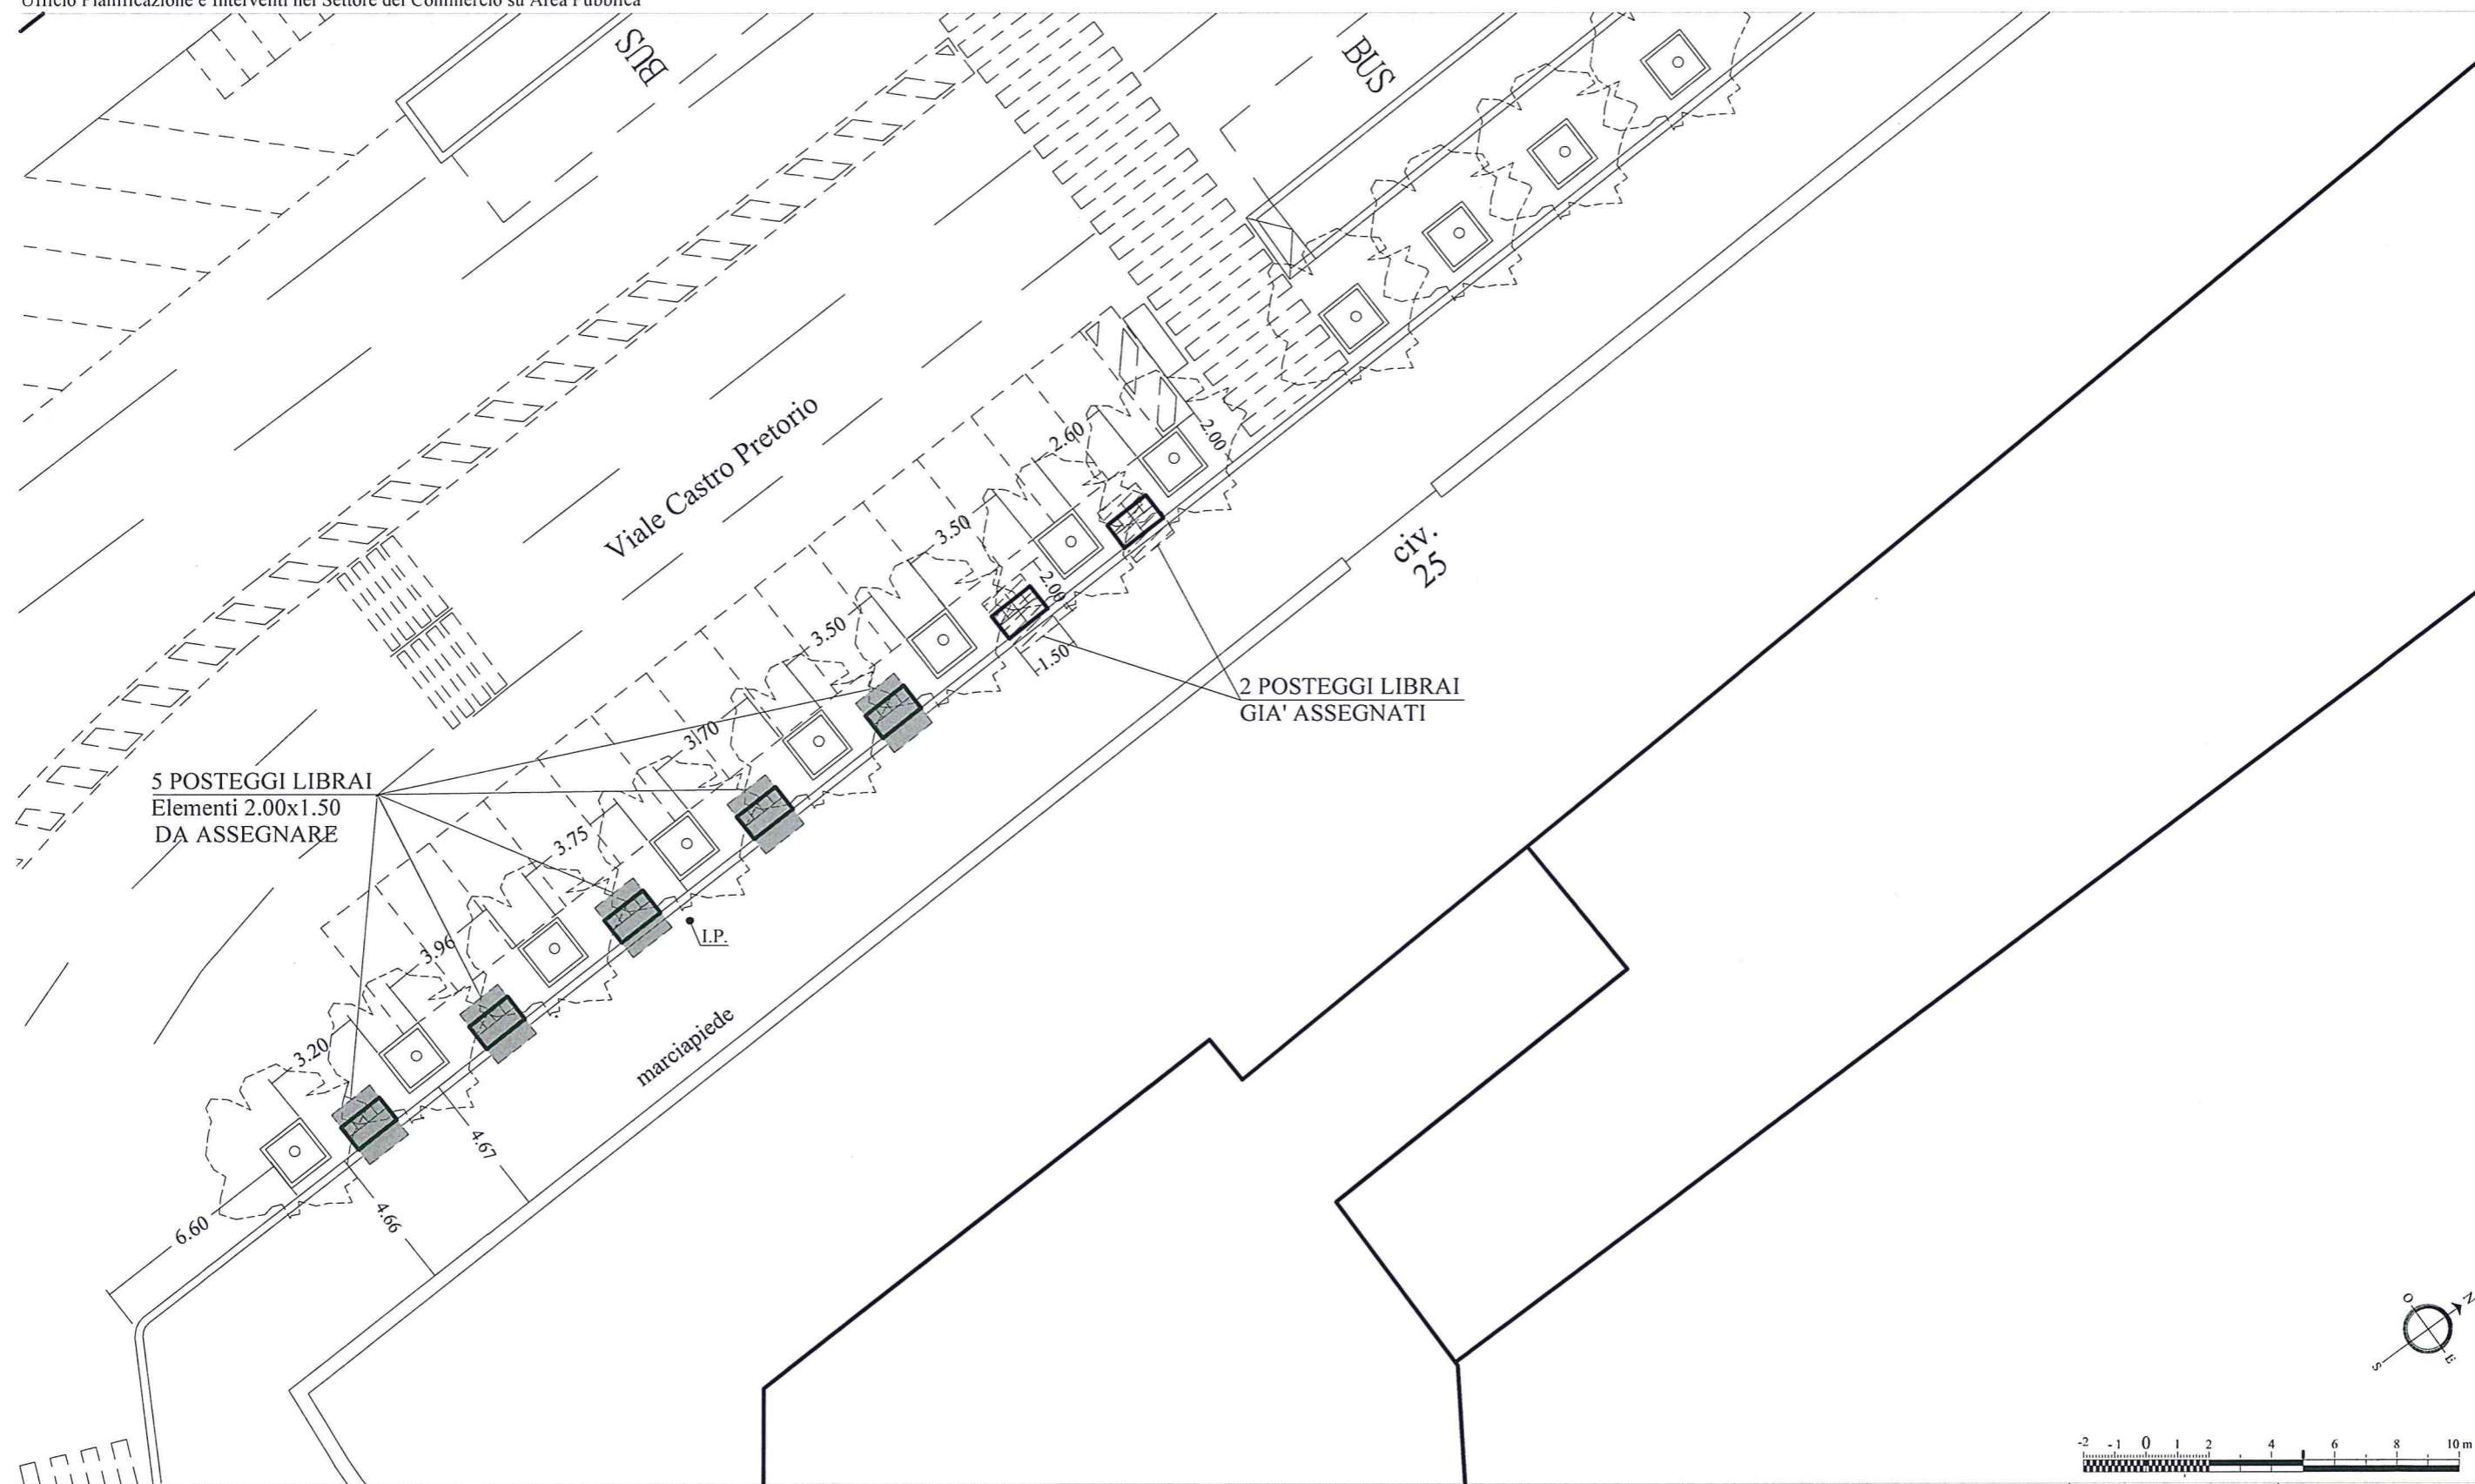 Ufficio Pianificazione e Interventi nel Settore del Commercio su Area Pubblica
BUS
BUS
Viale Castro Pretorio
2.60
2.00
3.50
2.00
1.50
3.50
3.70
3.75
3.96
3.20
civ.
25
2 POSTEGGI LIBRAI
GIA' ASSEGNATI
5 POSTEGGI LIBRAI
Elementi 2.00x1.50
DA ASSEGNARE
I.P.
marciapiede
4.67
4.66
6.60
O N
S E
-2 -1 0 1 2 4 6 8 10 m